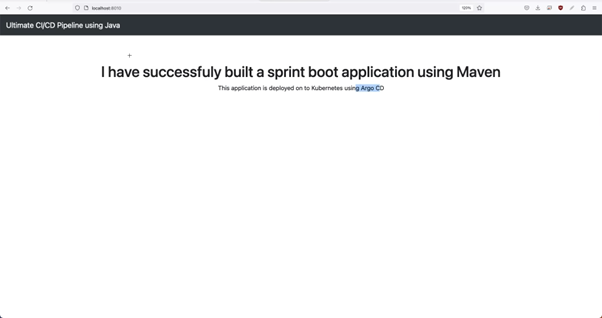 localhost:8010
120%
Ultimate CI/CD Pipeline using Java
I have successfuly built a sprint boot application using Maven
This application is deployed on to Kubernetes using Argo CD